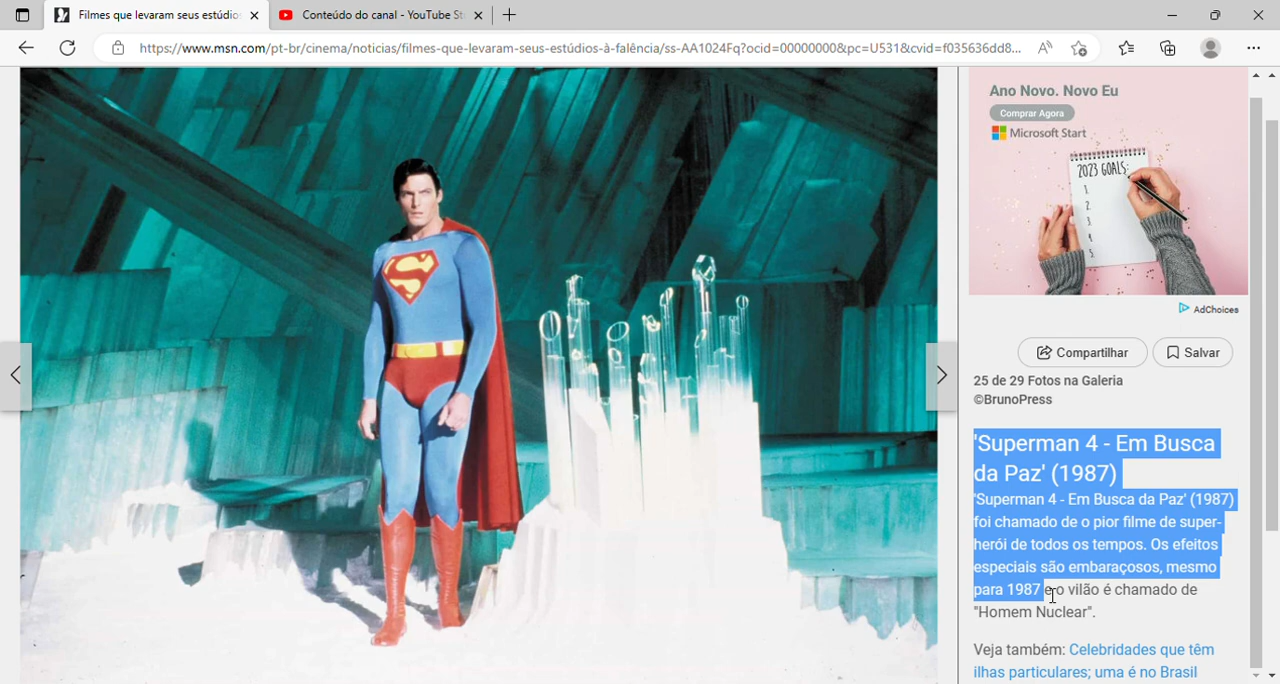 Filmes que levaram seus estúdio
Conteúdo do canal - YouTube St
https://www.msn.com/pt-br/cinema/noticias/filmes-que-levaram-seus-estúdios-à-falência/ss-AA1024Fq?ocid=00000000&pc=U531&cvid=f035636dd8...
Ano Novo. Novo Eu
Comprar Agora
Microsoft Start
2023 GOALS:
1.
2.
3.
4.
5.
AdChoices
Compartilhar
Salvar
25 de 29 Fotos na Galeria
©BrunoPress
'Superman 4 - Em Busca
da Paz' (1987)
'Superman 4 - Em Busca da Paz' (1987)
foi chamado de o pior filme de super-
herói de todos os tempos. Os efeitos
especiais são embaraçosos, mesmo
para 1987 e o vilão é chamado de
"Homem Nuclear".
Veja também: Celebridades que têm
ilhas particulares; uma é no Brasil